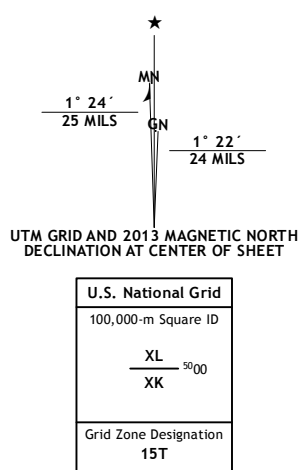 ★
MN
1° 24´
25 MILS
GN
1° 22´
24 MILS
UTM GRID AND 2013 MAGNETIC NORTH
DECLINATION AT CENTER OF SHEET
U.S. National Grid
100,000-m Square ID
XL
⁵⁰00
XK
Grid Zone Designation
15T